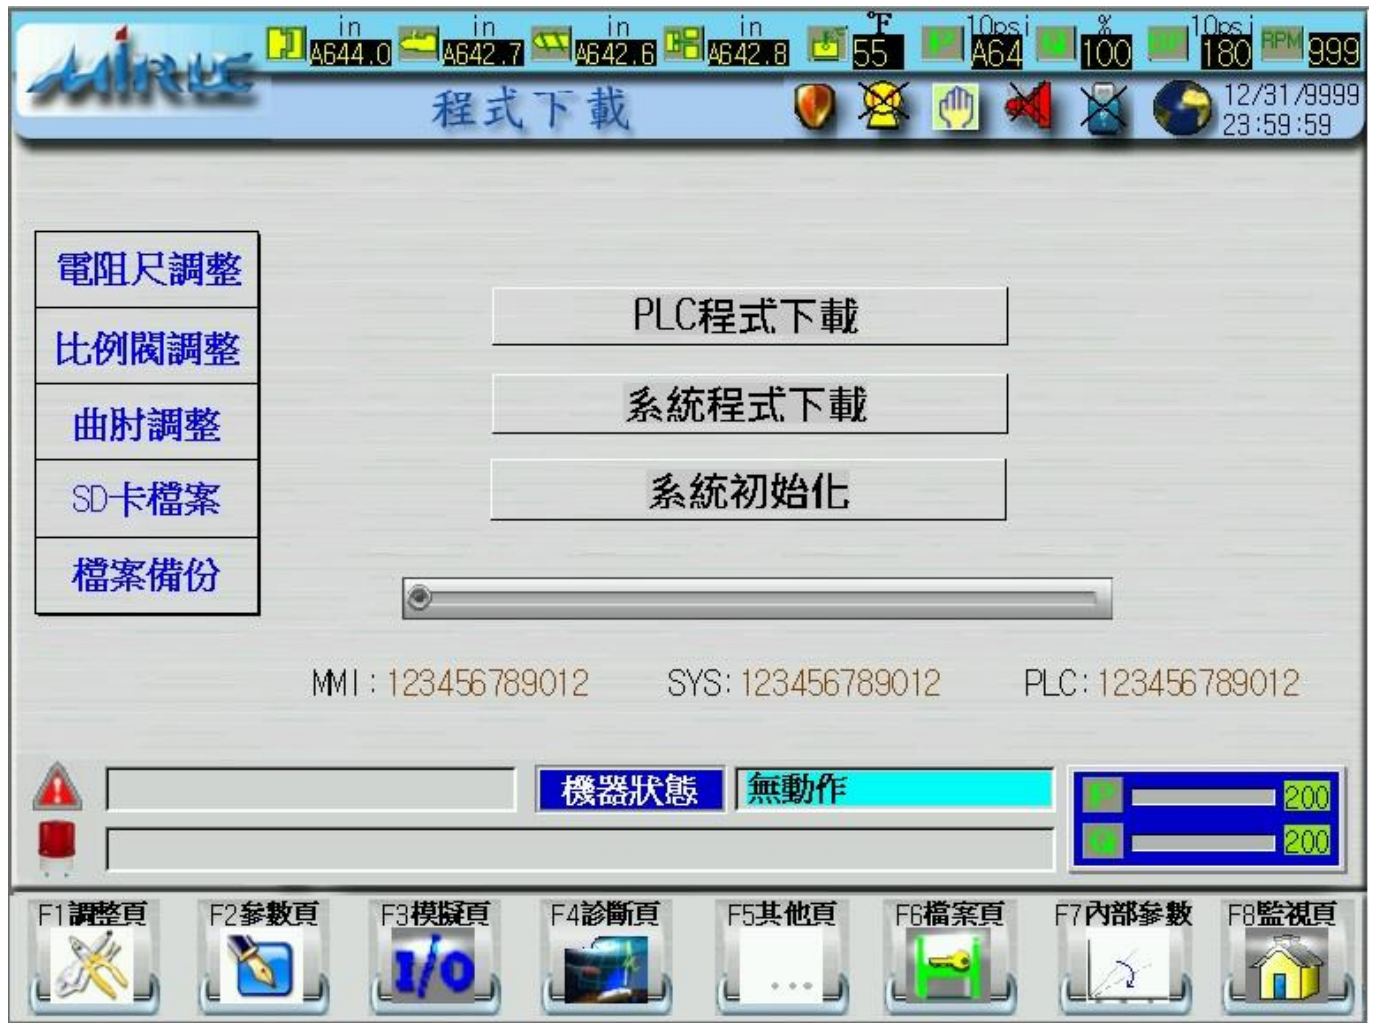 MiRLE
in in in in °F 10psi % 10psi
A644.0 A642.7 A642.6 A642.8 55 P A64 Q 100 180 RPM 999
程式下載
12/31/9999
23:59:59
電阻尺調整
比例閥調整
曲肘調整
SD卡檔案
檔案備份
PLC程式下載
系統程式下載
系統初始化
MMI:123456789012 SYS:123456789012 PLC:123456789012
機器狀態 無動作
P 200
Q 200
F1調整頁 F2參數頁 F3模擬頁 F4診斷頁 F5其他頁 F6檔案頁 F7內部參數 F8監視頁
I/O
...